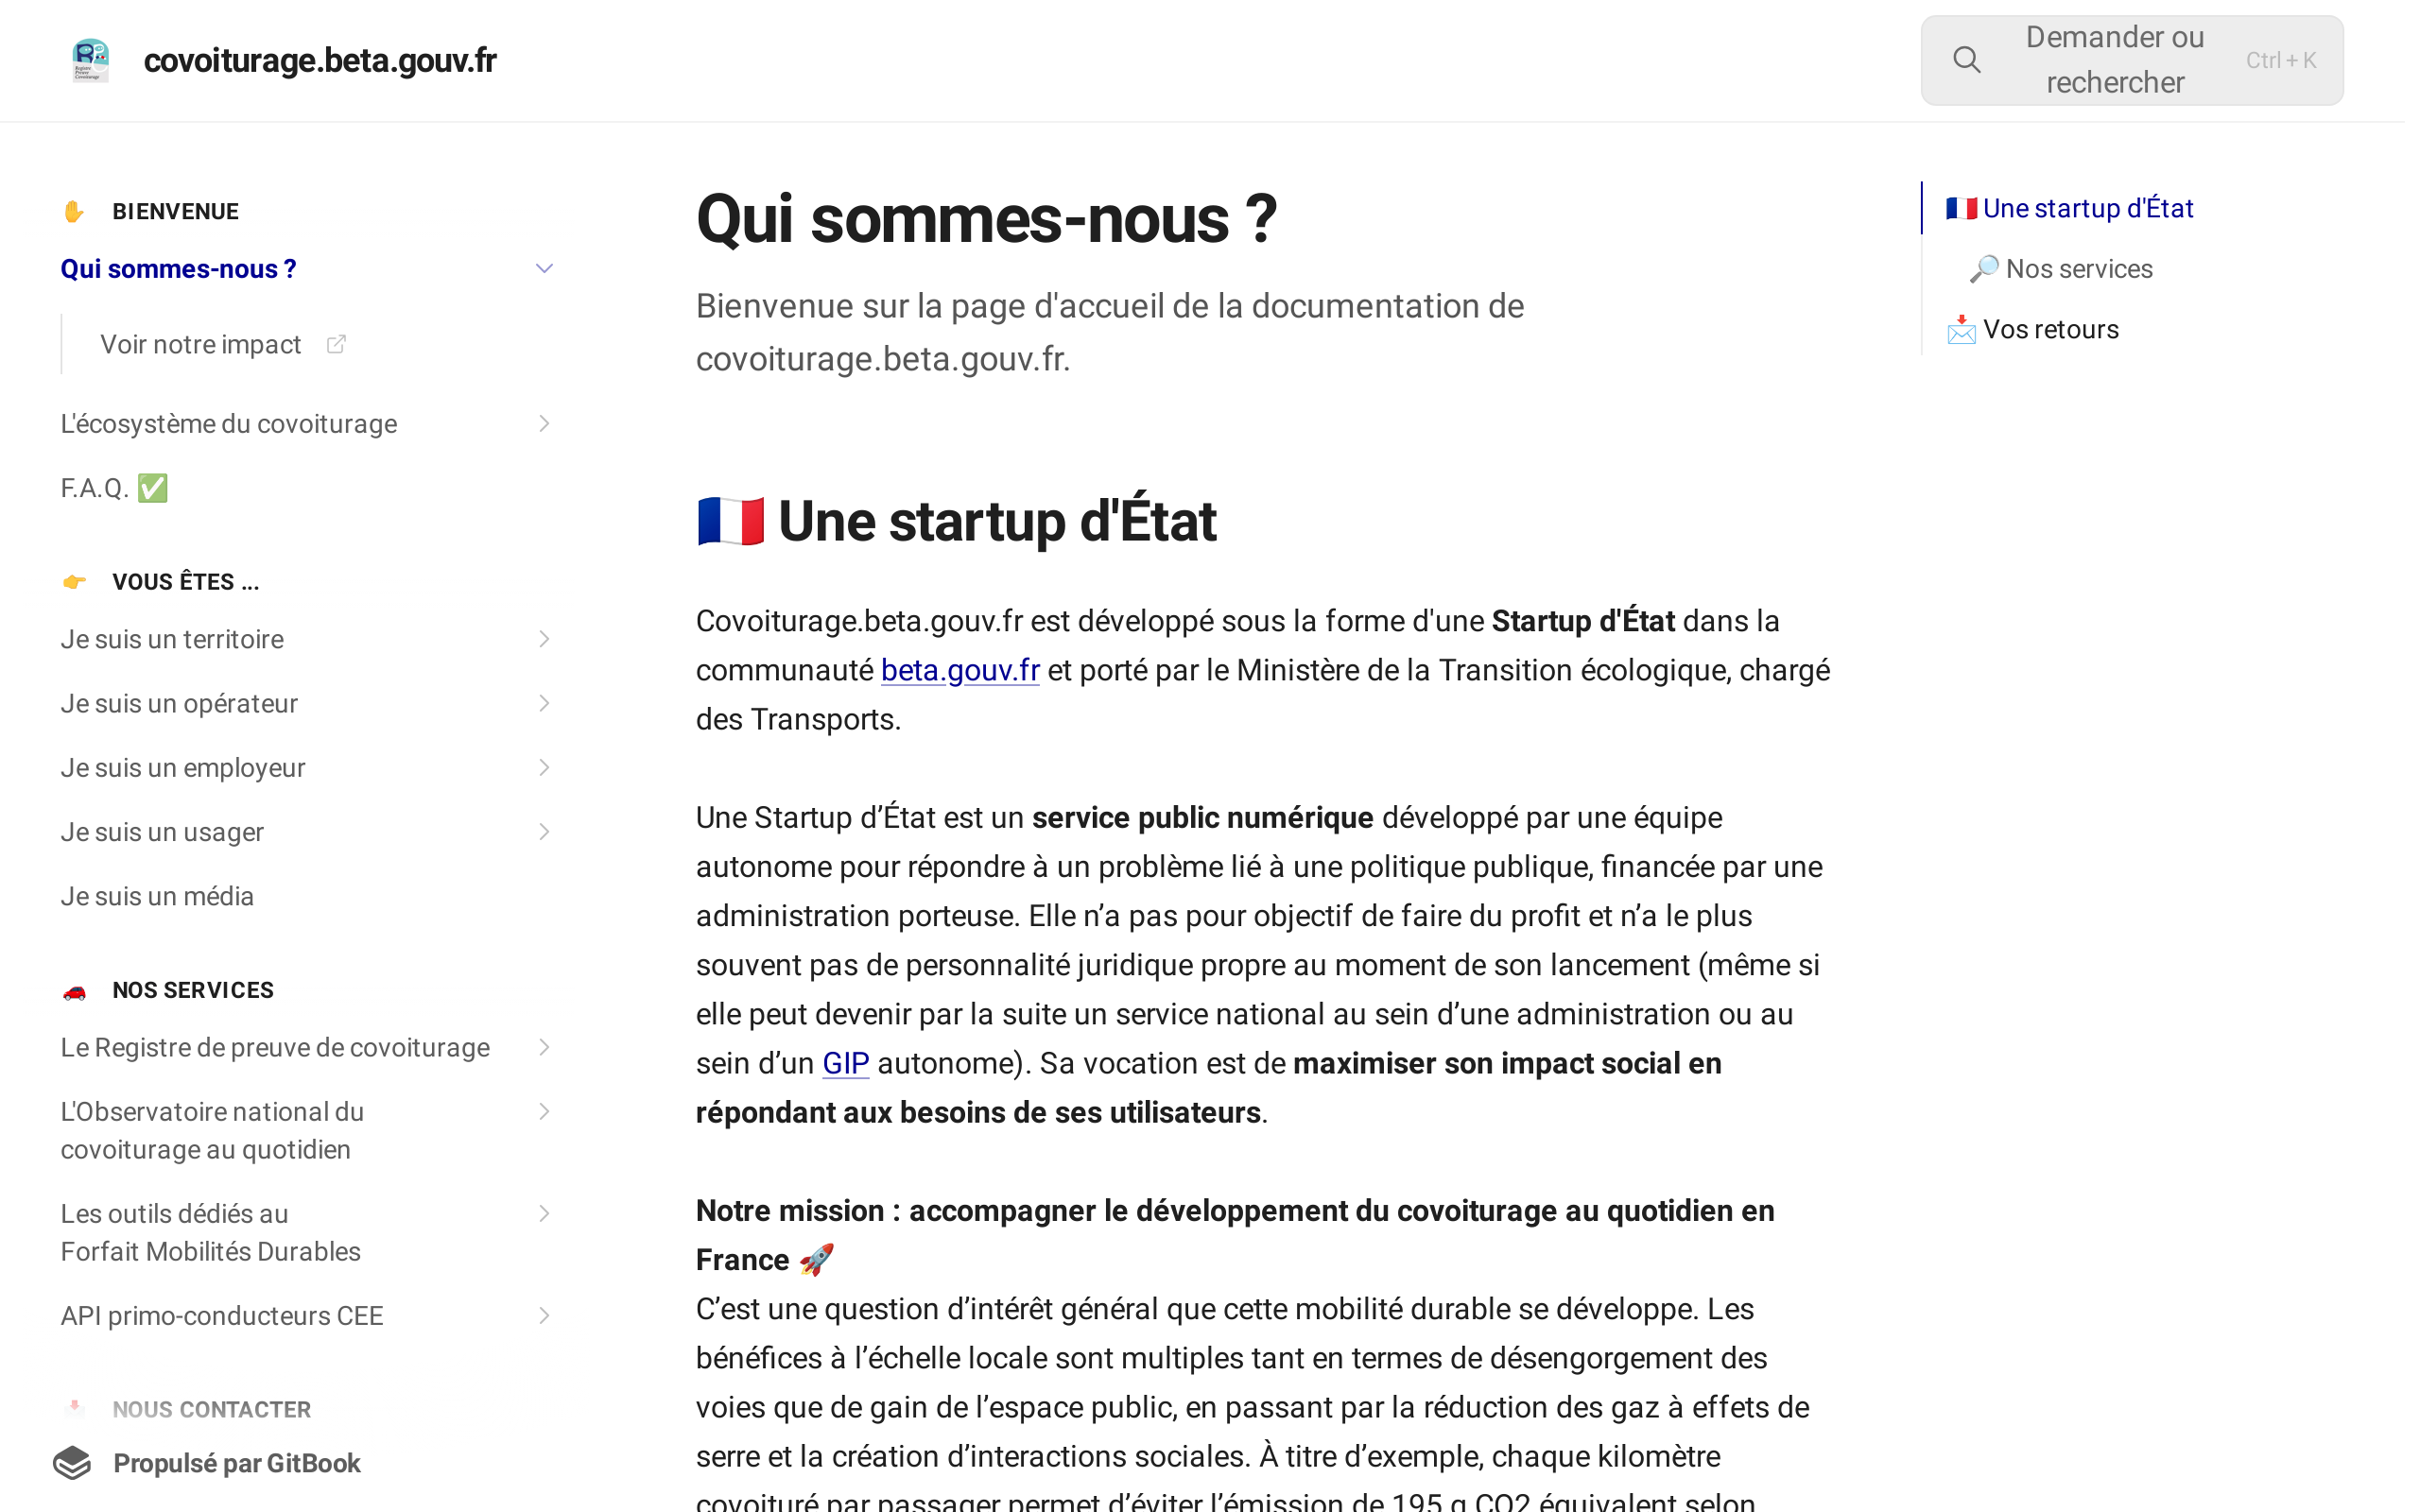 covoiturage.beta.gouv.fr
Demander ou
rechercher
Ctrl + K
✋ BIENVENUE
Qui sommes-nous ?
Voir notre impact
L'écosystème du covoiturage
F.A.Q. ✅
👉 VOUS ÊTES ...
Je suis un territoire
Je suis un opérateur
Je suis un employeur
Je suis un usager
Je suis un média
🚗 NOS SERVICES
Le Registre de preuve de covoiturage
L'Observatoire national du
covoiturage au quotidien
Les outils dédiés au
Forfait Mobilités Durables
API primo-conducteurs CEE
📩 NOUS CONTACTER
Propulsé par GitBook
Qui sommes-nous ?
Bienvenue sur la page d'accueil de la documentation de
covoiturage.beta.gouv.fr.
🇫🇷 Une startup d'État
Covoiturage.beta.gouv.fr est développé sous la forme d'une Startup d'État dans la
communauté beta.gouv.fr et porté par le Ministère de la Transition écologique, chargé
des Transports.
Une Startup d’État est un service public numérique développé par une équipe
autonome pour répondre à un problème lié à une politique publique, financée par une
administration porteuse. Elle n’a pas pour objectif de faire du profit et n’a le plus
souvent pas de personnalité juridique propre au moment de son lancement (même si
elle peut devenir par la suite un service national au sein d’une administration ou au
sein d’un GIP autonome). Sa vocation est de maximiser son impact social en
répondant aux besoins de ses utilisateurs.
Notre mission : accompagner le développement du covoiturage au quotidien en
France 🚀
C’est une question d’intérêt général que cette mobilité durable se développe. Les
bénéfices à l’échelle locale sont multiples tant en termes de désengorgement des
voies que de gain de l’espace public, en passant par la réduction des gaz à effets de
serre et la création d’interactions sociales. À titre d’exemple, chaque kilomètre
covoituré par passager permet d’éviter l’émission de 195 g CO2 équivalent selon
🇫🇷 Une startup d'État
🔎 Nos services
📩 Vos retours